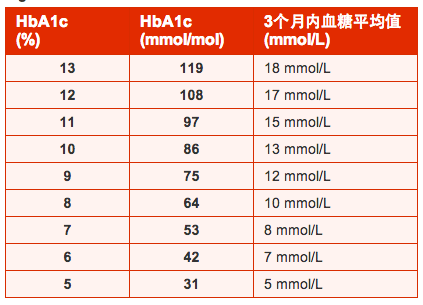 HbA1c (%) HbA1c (mmol/mol) 3个月内血糖平均值 (mmol/L)
13 119 18 mmol/L
12 108 17 mmol/L
11 97 15 mmol/L
10 86 13 mmol/L
9 75 12 mmol/L
8 64 10 mmol/L
7 53 8 mmol/L
6 42 7 mmol/L
5 31 5 mmol/L